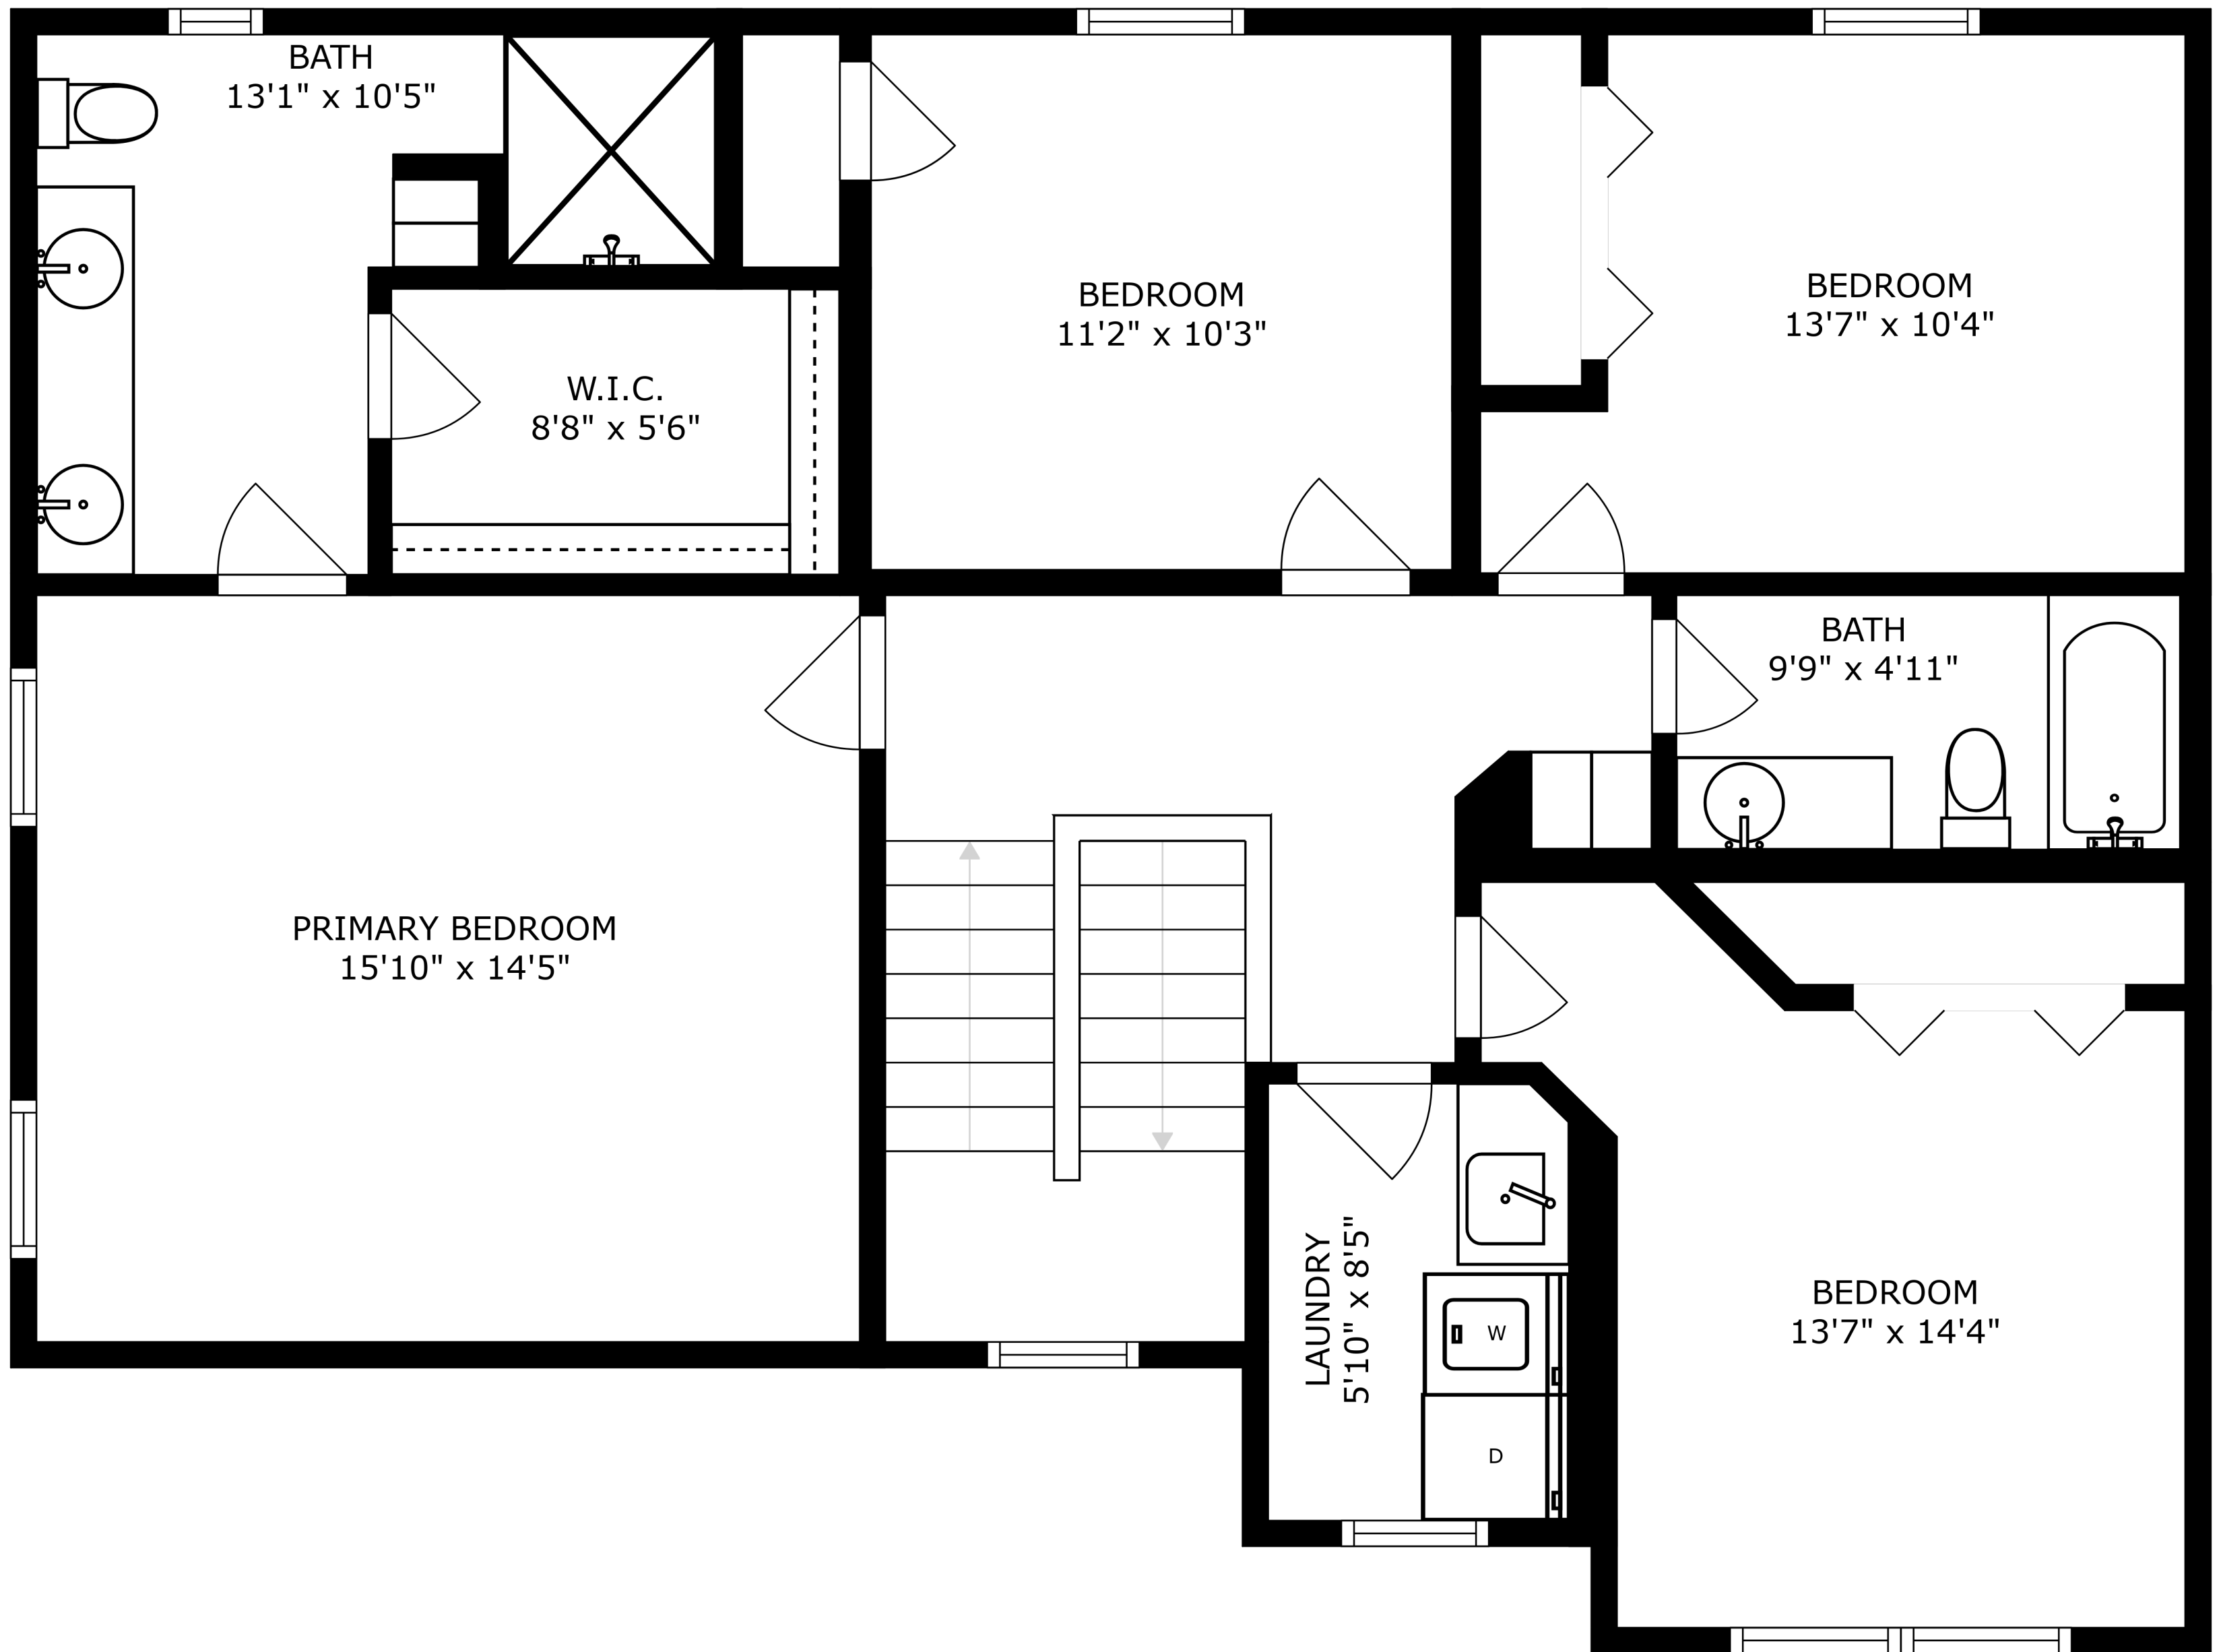 BATH
13'1" x 10'5"
BEDROOM
11'2" x 10'3"
BEDROOM
13'7" x 10'4"
W.I.C.
8'8" x 5'6"
BATH
9'9" x 4'11"
PRIMARY BEDROOM
15'10" x 14'5"
LAUNDRY
5'10" x 8'5"
W
D
BEDROOM
13'7" x 14'4"